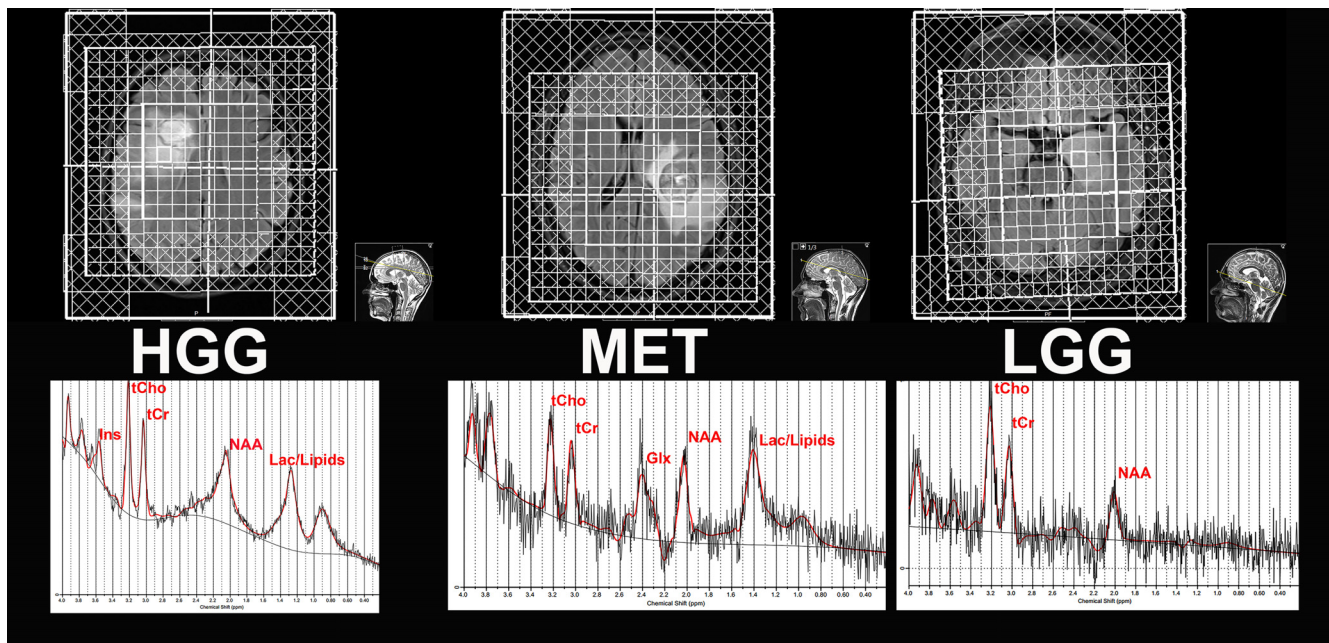 P
P
PF
1/3
HGG
MET
LGG
tCho
tCr
Ins
NAA
Lac/Lipids
4.0 3.8 3.6 3.4 3.2 3.0 2.8 2.6 2.4 2.2 2.0 1.8 1.6 1.4 1.2 1.00 0.80 0.60 0.40
Chemical Shift (ppm)
0
tCho
tCr
Glx
NAA
Lac/Lipids
4.0 3.8 3.6 3.4 3.2 3.0 2.8 2.6 2.4 2.2 2.0 1.8 1.6 1.4 1.2 1.00 0.80 0.60 0.40
Chemical Shift (ppm)
0
tCho
tCr
NAA
4.0 3.8 3.6 3.4 3.2 3.0 2.8 2.6 2.4 2.2 2.0 1.8 1.6 1.4 1.2 1.00 0.80 0.60 0.40
Chemical Shift (ppm)
0